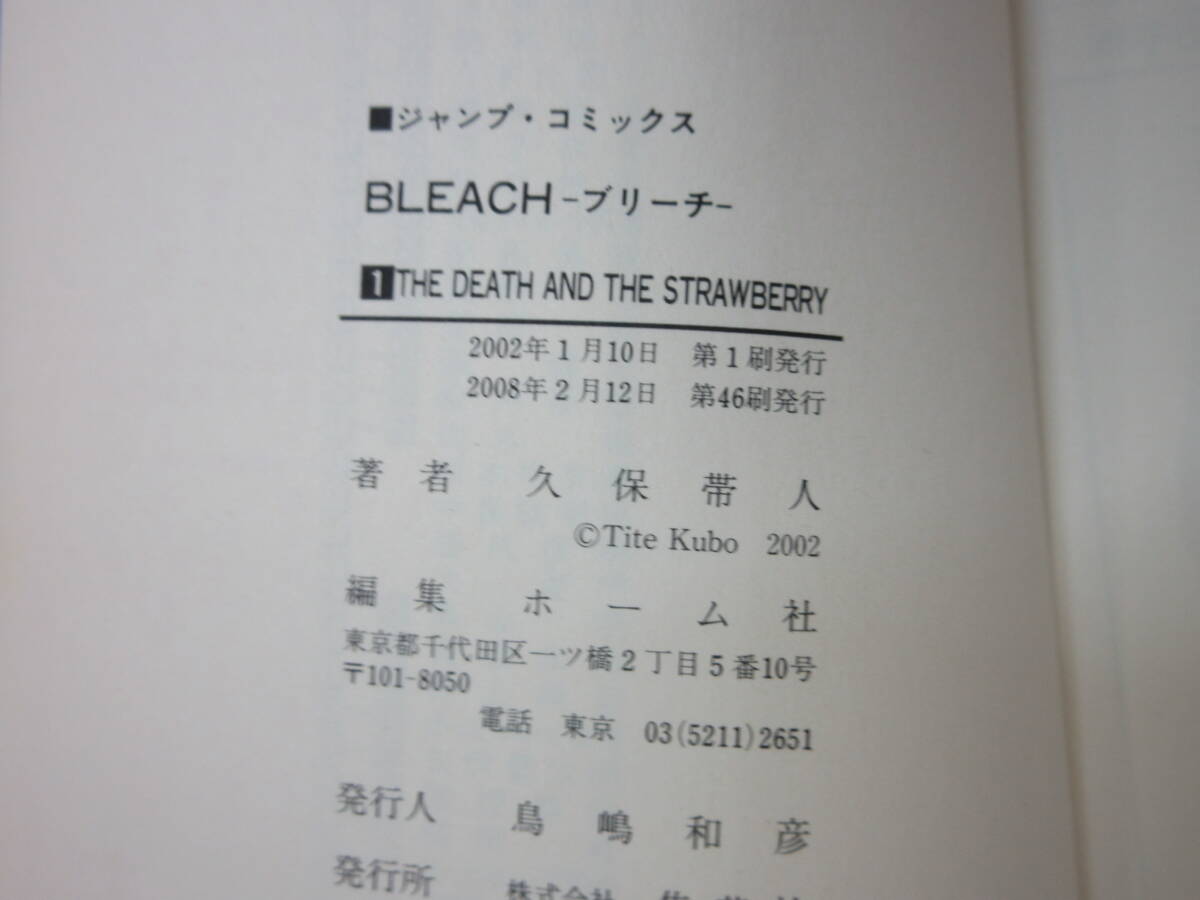 ■ジャンプ・コミックス
BLEACH-ブリーチ-
1 THE DEATH AND THE STRAWBERRY
2002年1月10日 第1刷発行
2008年2月12日 第46刷発行
著者 久保帯人
©Tite Kubo 2002
編集 ホーム社
東京都千代田区一ツ橋2丁目5番10号
〒101-8050
電話 東京 03(5211)2651
発行人 鳥嶋和彦
発行所 株式会社